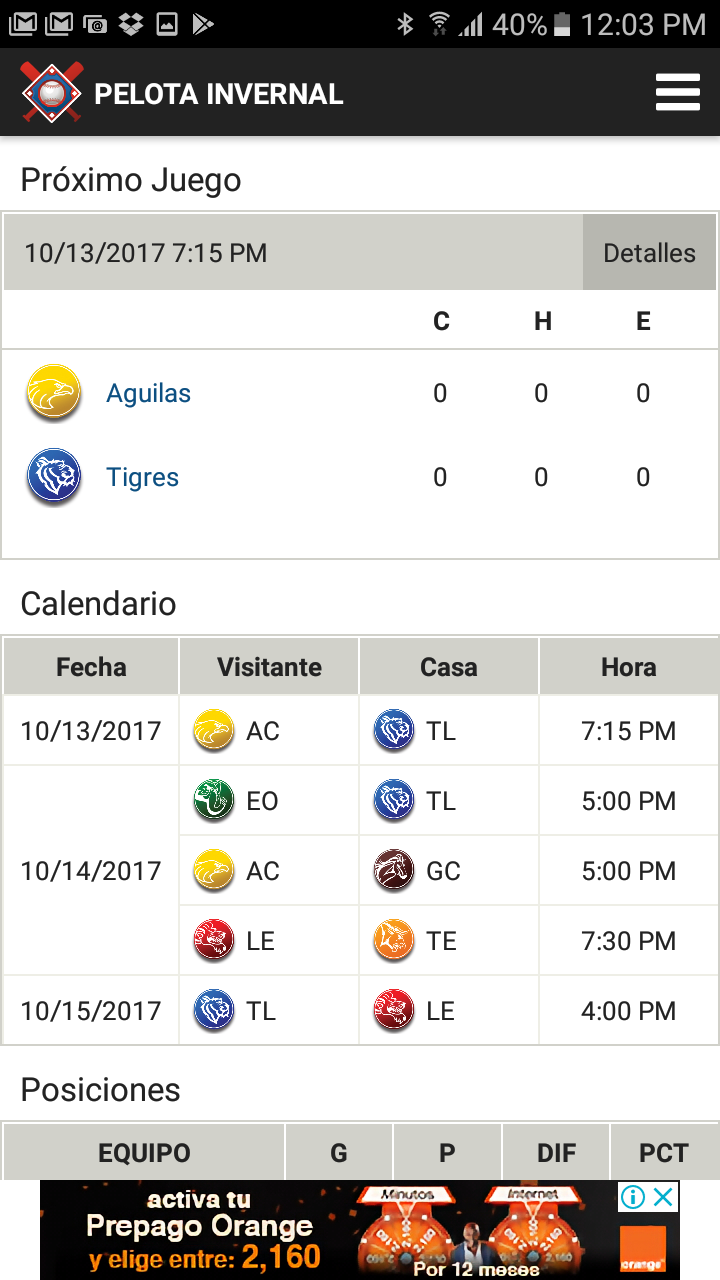 40% 12:03 PM
PELOTA INVERNAL
Próximo Juego
10/13/2017 7:15 PM Detalles
C H E
Aguilas 0 0 0
Tigres 0 0 0
Calendario
Fecha Visitante Casa Hora
10/13/2017 AC TL 7:15 PM
EO TL 5:00 PM
10/14/2017 AC GC 5:00 PM
LE TE 7:30 PM
10/15/2017 TL LE 4:00 PM
Posiciones
EQUIPO G P DIF PCT
activa tu
Prepago Orange
y elige entre: 2,160
Minutos Internet
Por 12 meses
orange